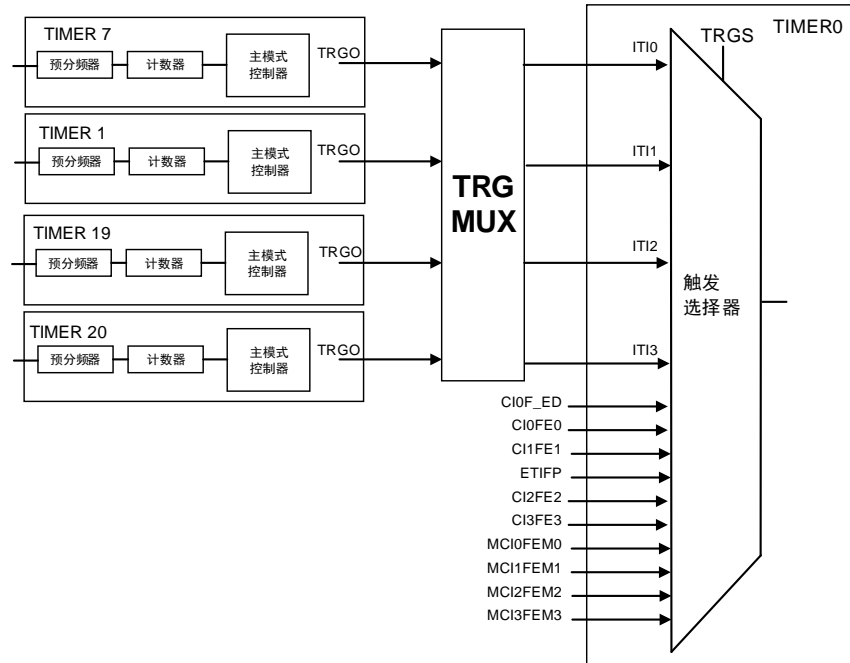 TIMER 7
预分频器
计数器
主模式
控制器
TRGO
TIMER 1
预分频器
计数器
主模式
控制器
TRGO
TIMER 19
预分频器
计数器
主模式
控制器
TRGO
TIMER 20
预分频器
计数器
主模式
控制器
TRGO
TRG
MUX
TIMER0
TRGS
ITI0
ITI1
ITI2
ITI3
触发
选择器
CI0F_ED
CI0FE0
CI1FE1
ETIFP
CI2FE2
CI3FE3
MCI0FEM0
MCI1FEM1
MCI2FEM2
MCI3FEM3